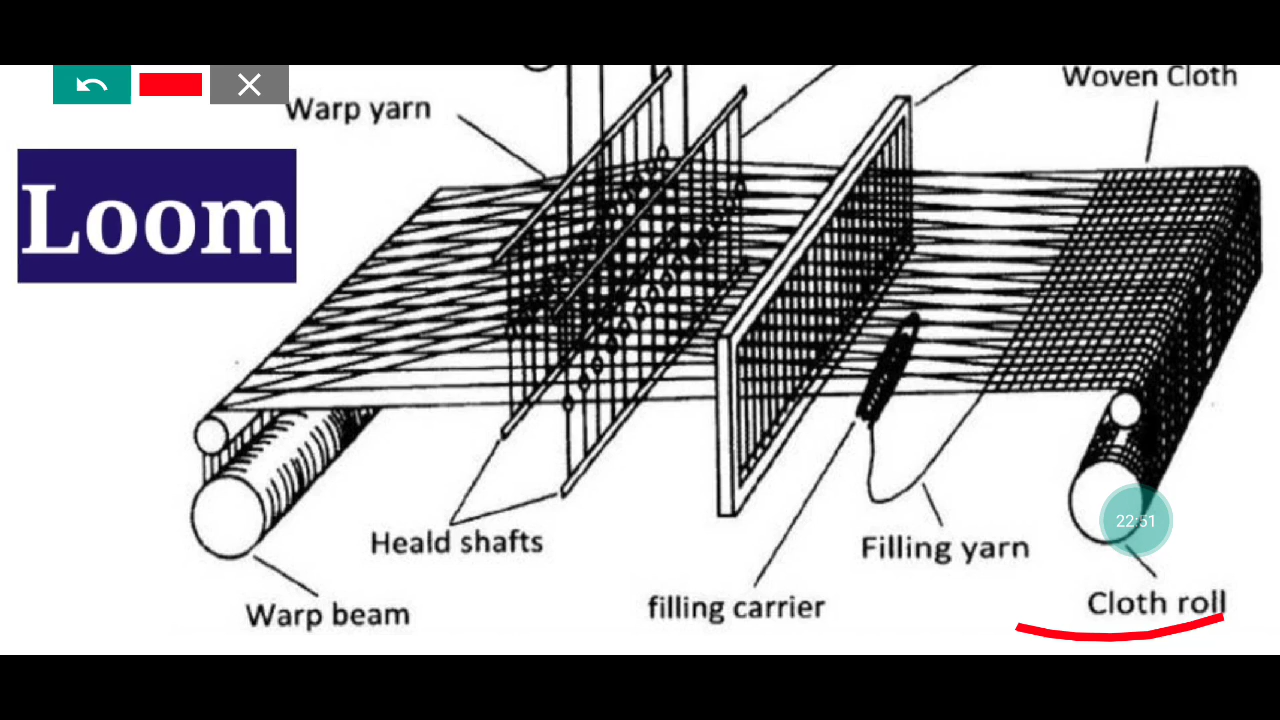 Woven Cloth
Warp yarn
Loom
22:51
Heald shafts
Filling yarn
Cloth roll
filling carrier
Warp beam